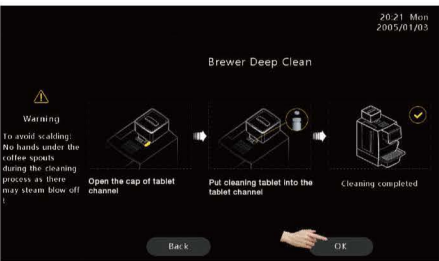 20:21 Mon
2005/01/03
Brewer Deep Clean
Warning
To avoid scalding:
No hands under the
coffee spouts
during the cleaning
process as there
may steam blow off
!
Open the cap of tablet
channel
Put cleaning tablet into the
tablet channel
Cleaning completed
Back
OK